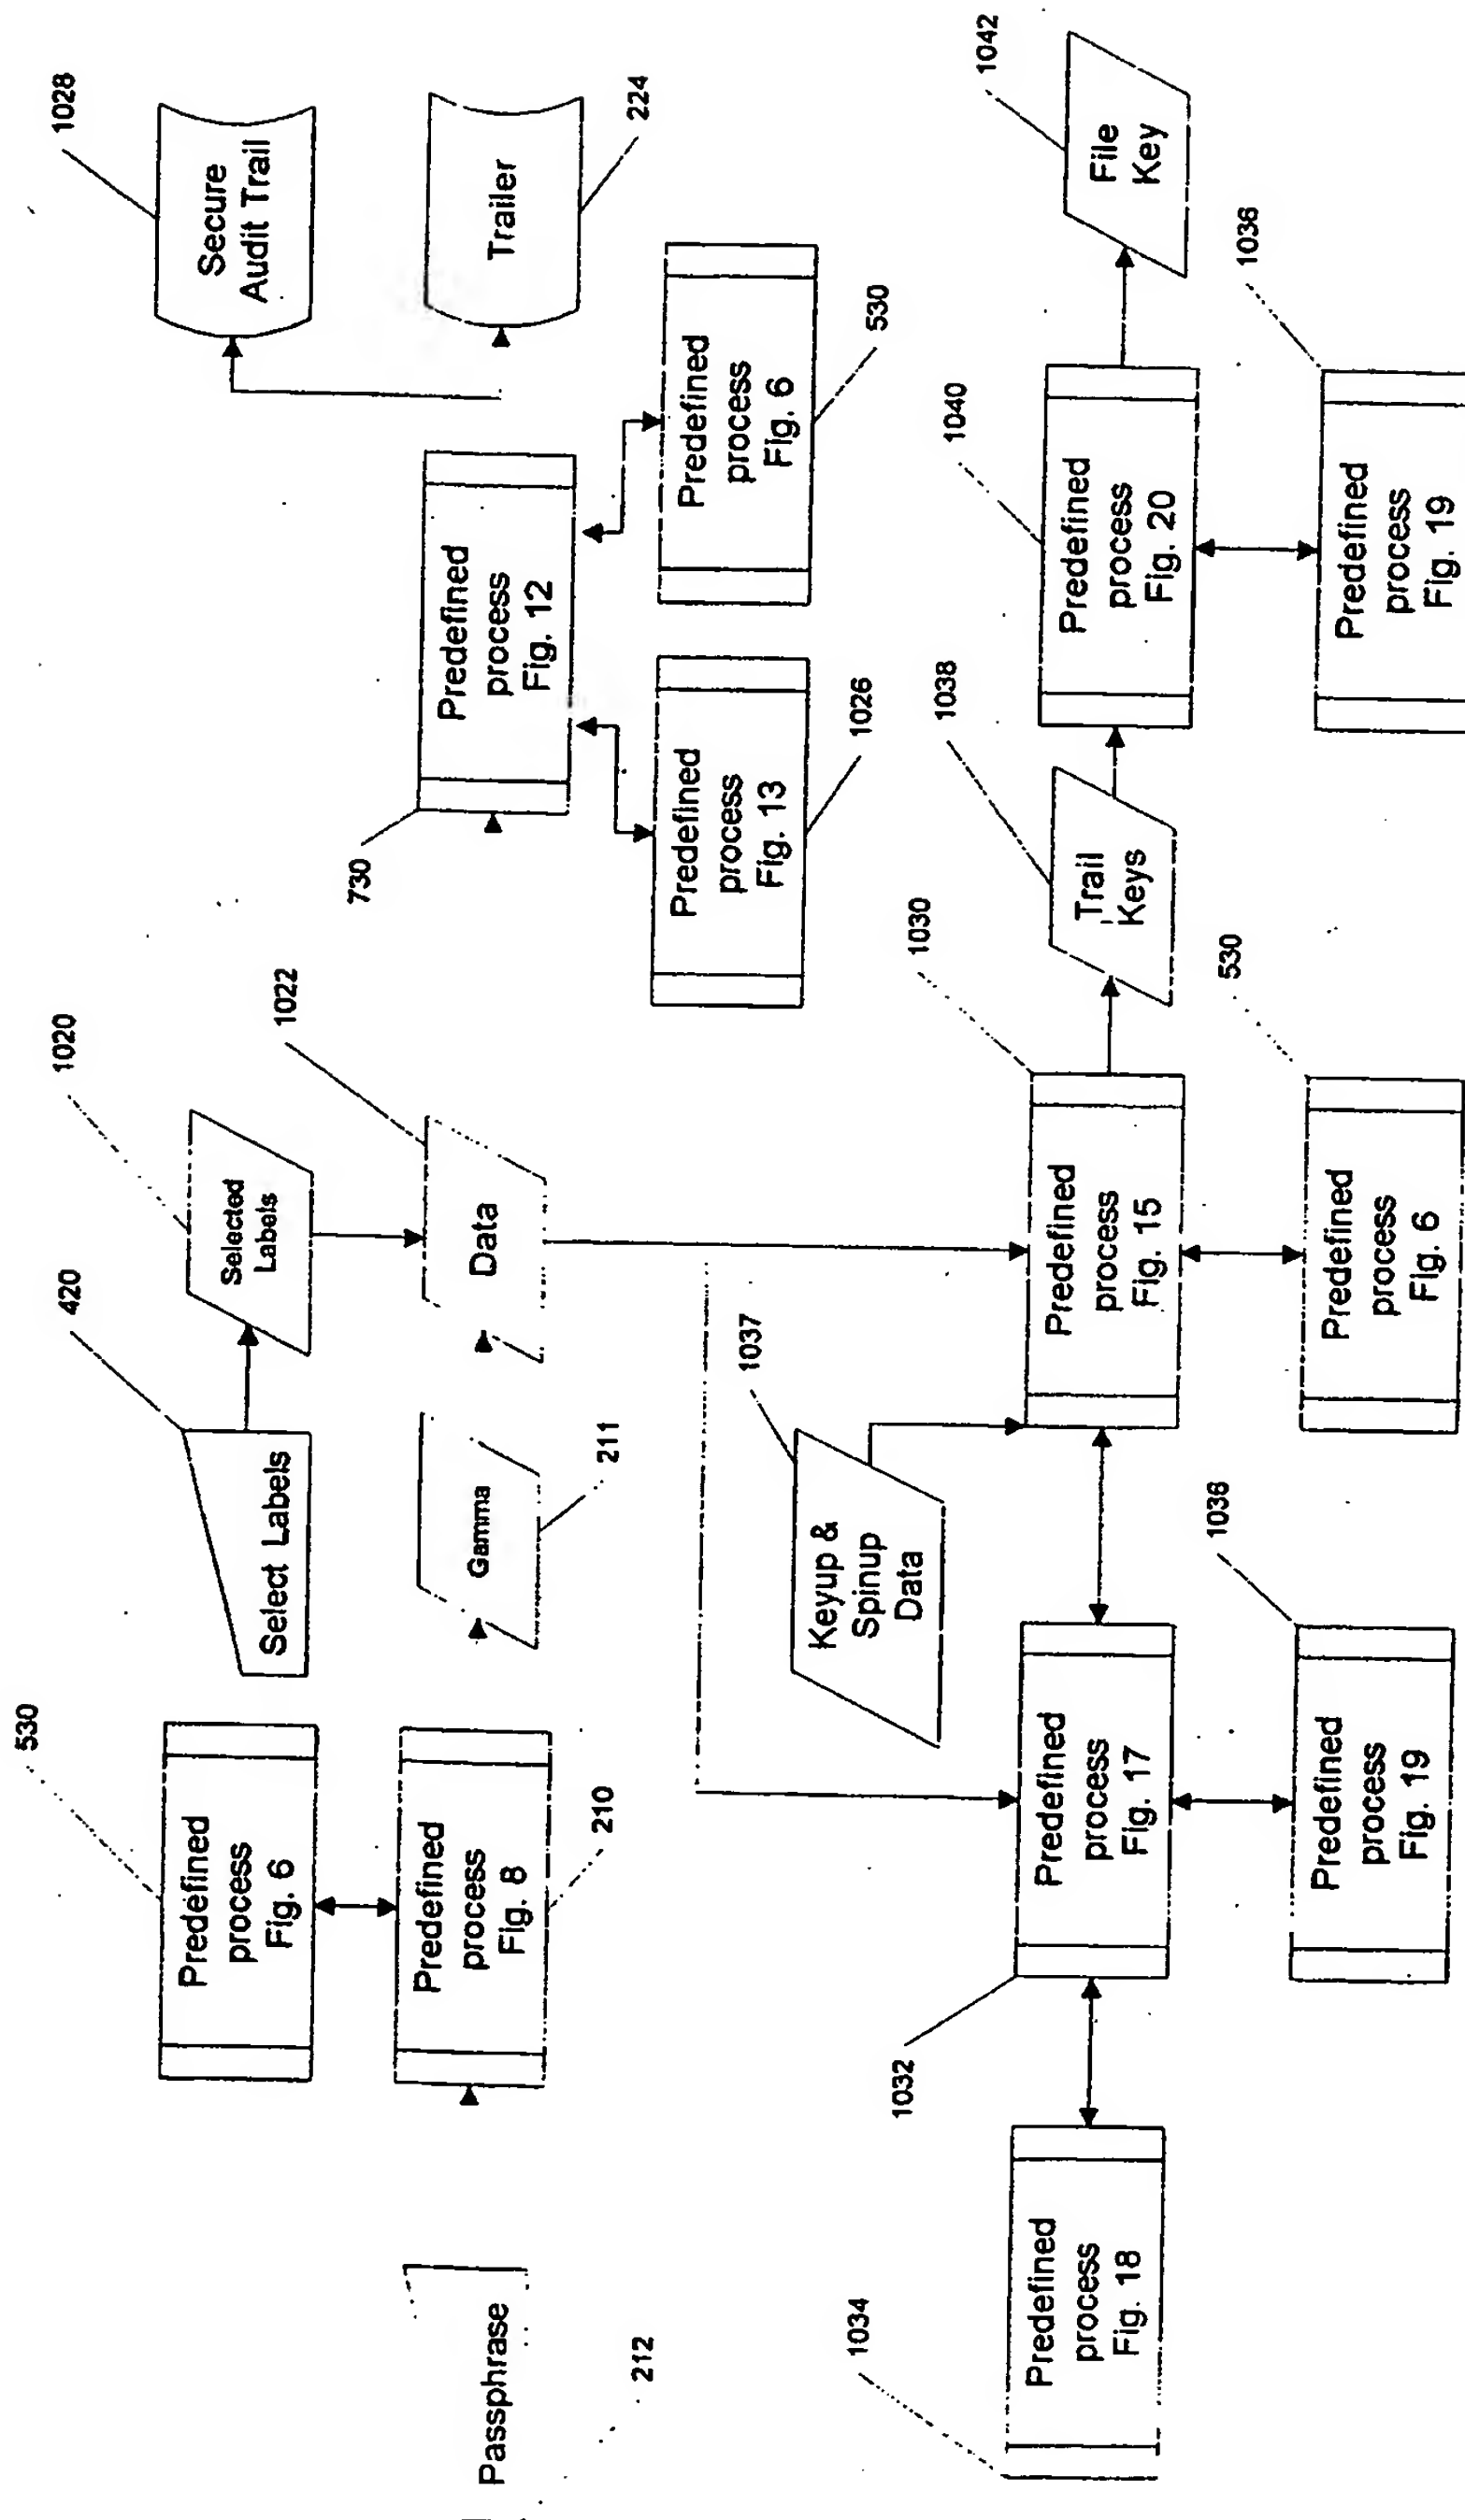 530
Predefined
process
Fig. 6
420
Select Labels
1020
Selected
Labels
1028
Secure
Audit Trail
Passphrase
212
Predefined
process
Fig. 8
210
Gamma
211
Data
1022
730
Predefined
process
Fig. 12
Trailer
224
Predefined
process
Fig. 13
1026
Predefined
process
Fig. 6
530
1034
Predefined
process
Fig. 18
1032
Predefined
process
Fig. 17
1037
Keyup &
Spinup
Data
1030
Predefined
process
Fig. 15
1038
Trail
Keys
1040
Predefined
process
Fig. 20
1042
File
Key
1036
Predefined
process
Fig. 19
530
Predefined
process
Fig. 6
1036
Predefined
process
Fig. 19